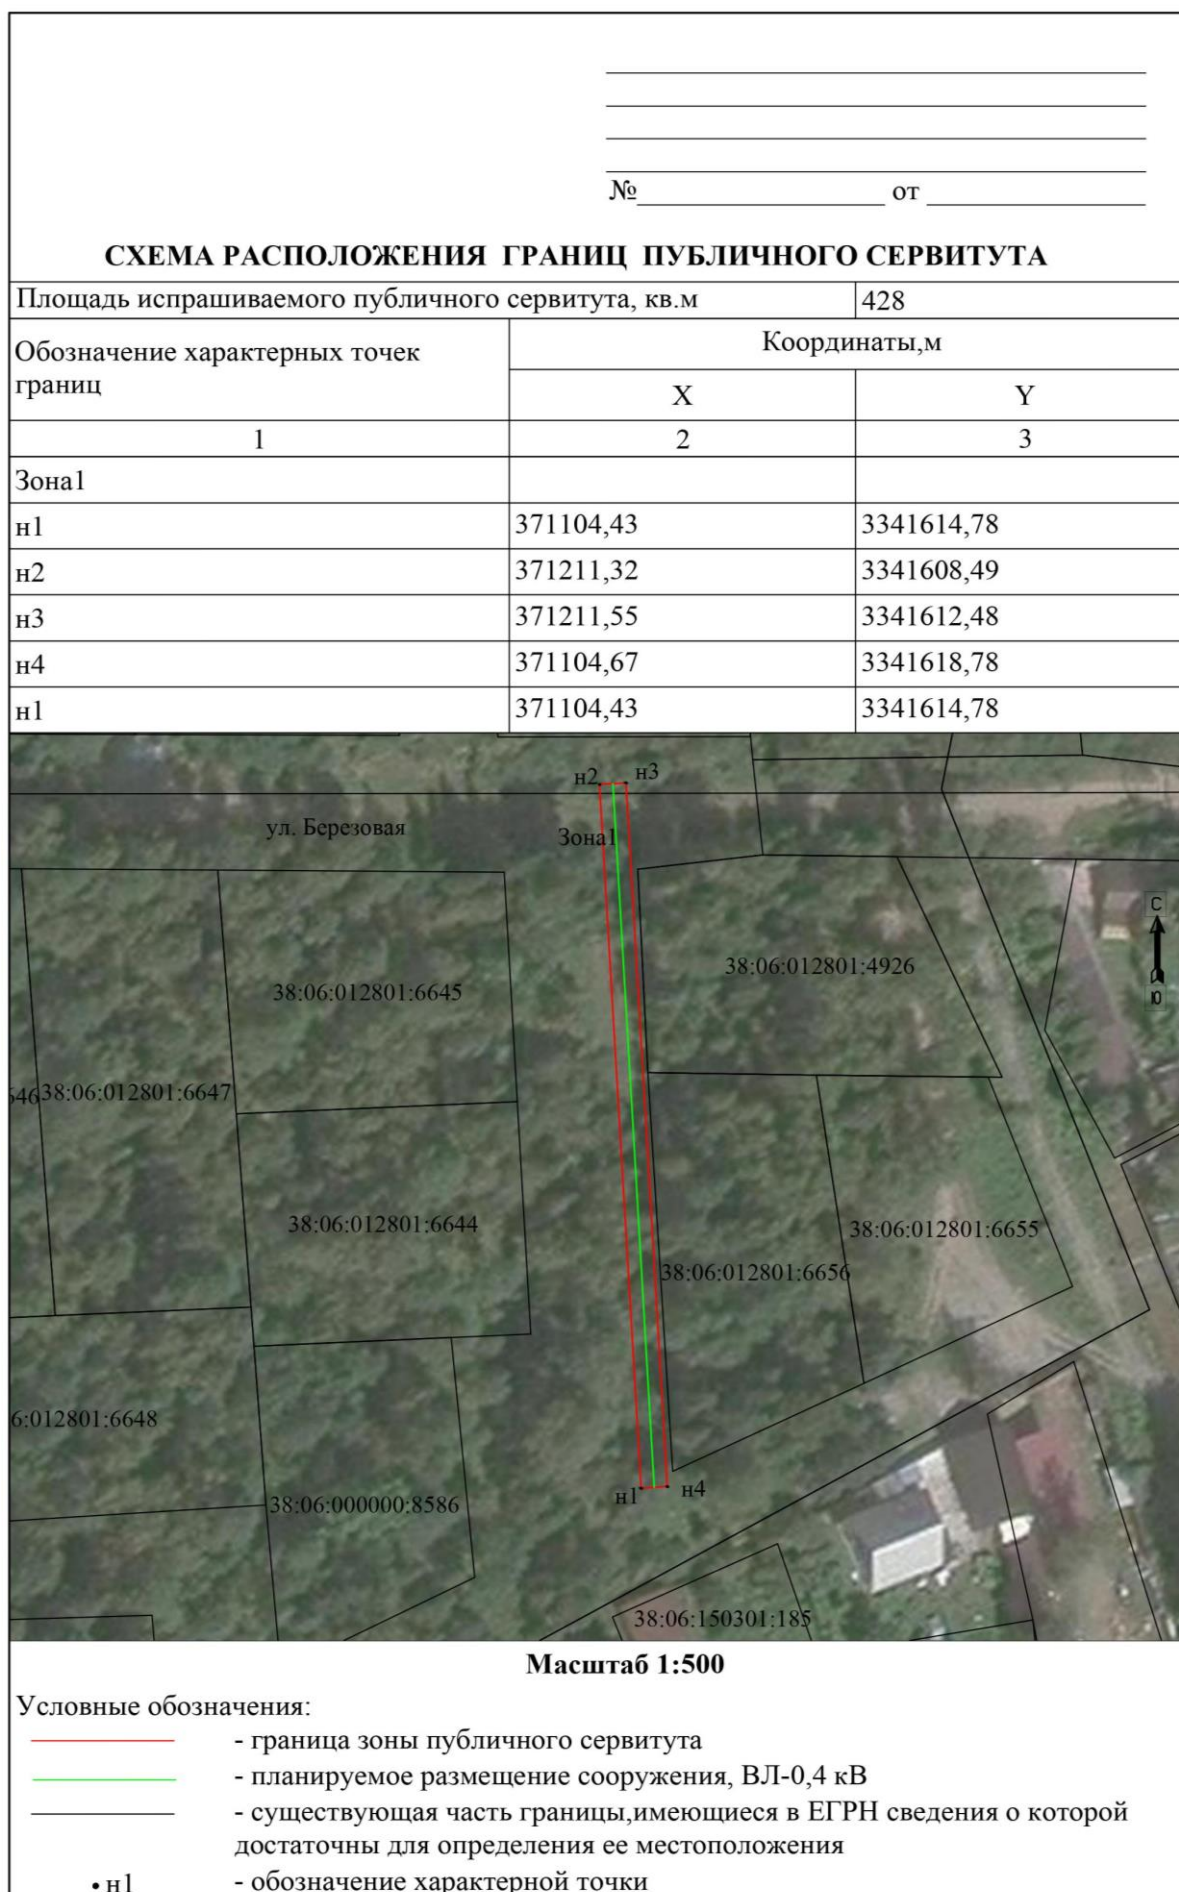 № от
СХЕМА РАСПОЛОЖЕНИЯ ГРАНИЦ ПУБЛИЧНОГО СЕРВИТУТА
Площадь испрашиваемого публичного сервитута, кв.м 428
Обозначение характерных точек
границ
Координаты,м
X Y
1 2 3
Зона1
н1 371104,43 3341614,78
н2 371211,32 3341608,49
н3 371211,55 3341612,48
н4 371104,67 3341618,78
н1 371104,43 3341614,78
н2 н3
ул. Березовая
Зона1
С
38:06:012801:4926
38:06:012801:6645
Ю
646 38:06:012801:6647
38:06:012801:6644
38:06:012801:6655
38:06:012801:6656
6:012801:6648
н1 н4
38:06:000000:8586
38:06:150301:185
Масштаб 1:500
Условные обозначения:
- граница зоны публичного сервитута
- планируемое размещение сооружения, ВЛ-0,4 кВ
- существующая часть границы,имеющиеся в ЕГРН сведения о которой
достаточны для определения ее местоположения
• н1 - обозначение характерной точки